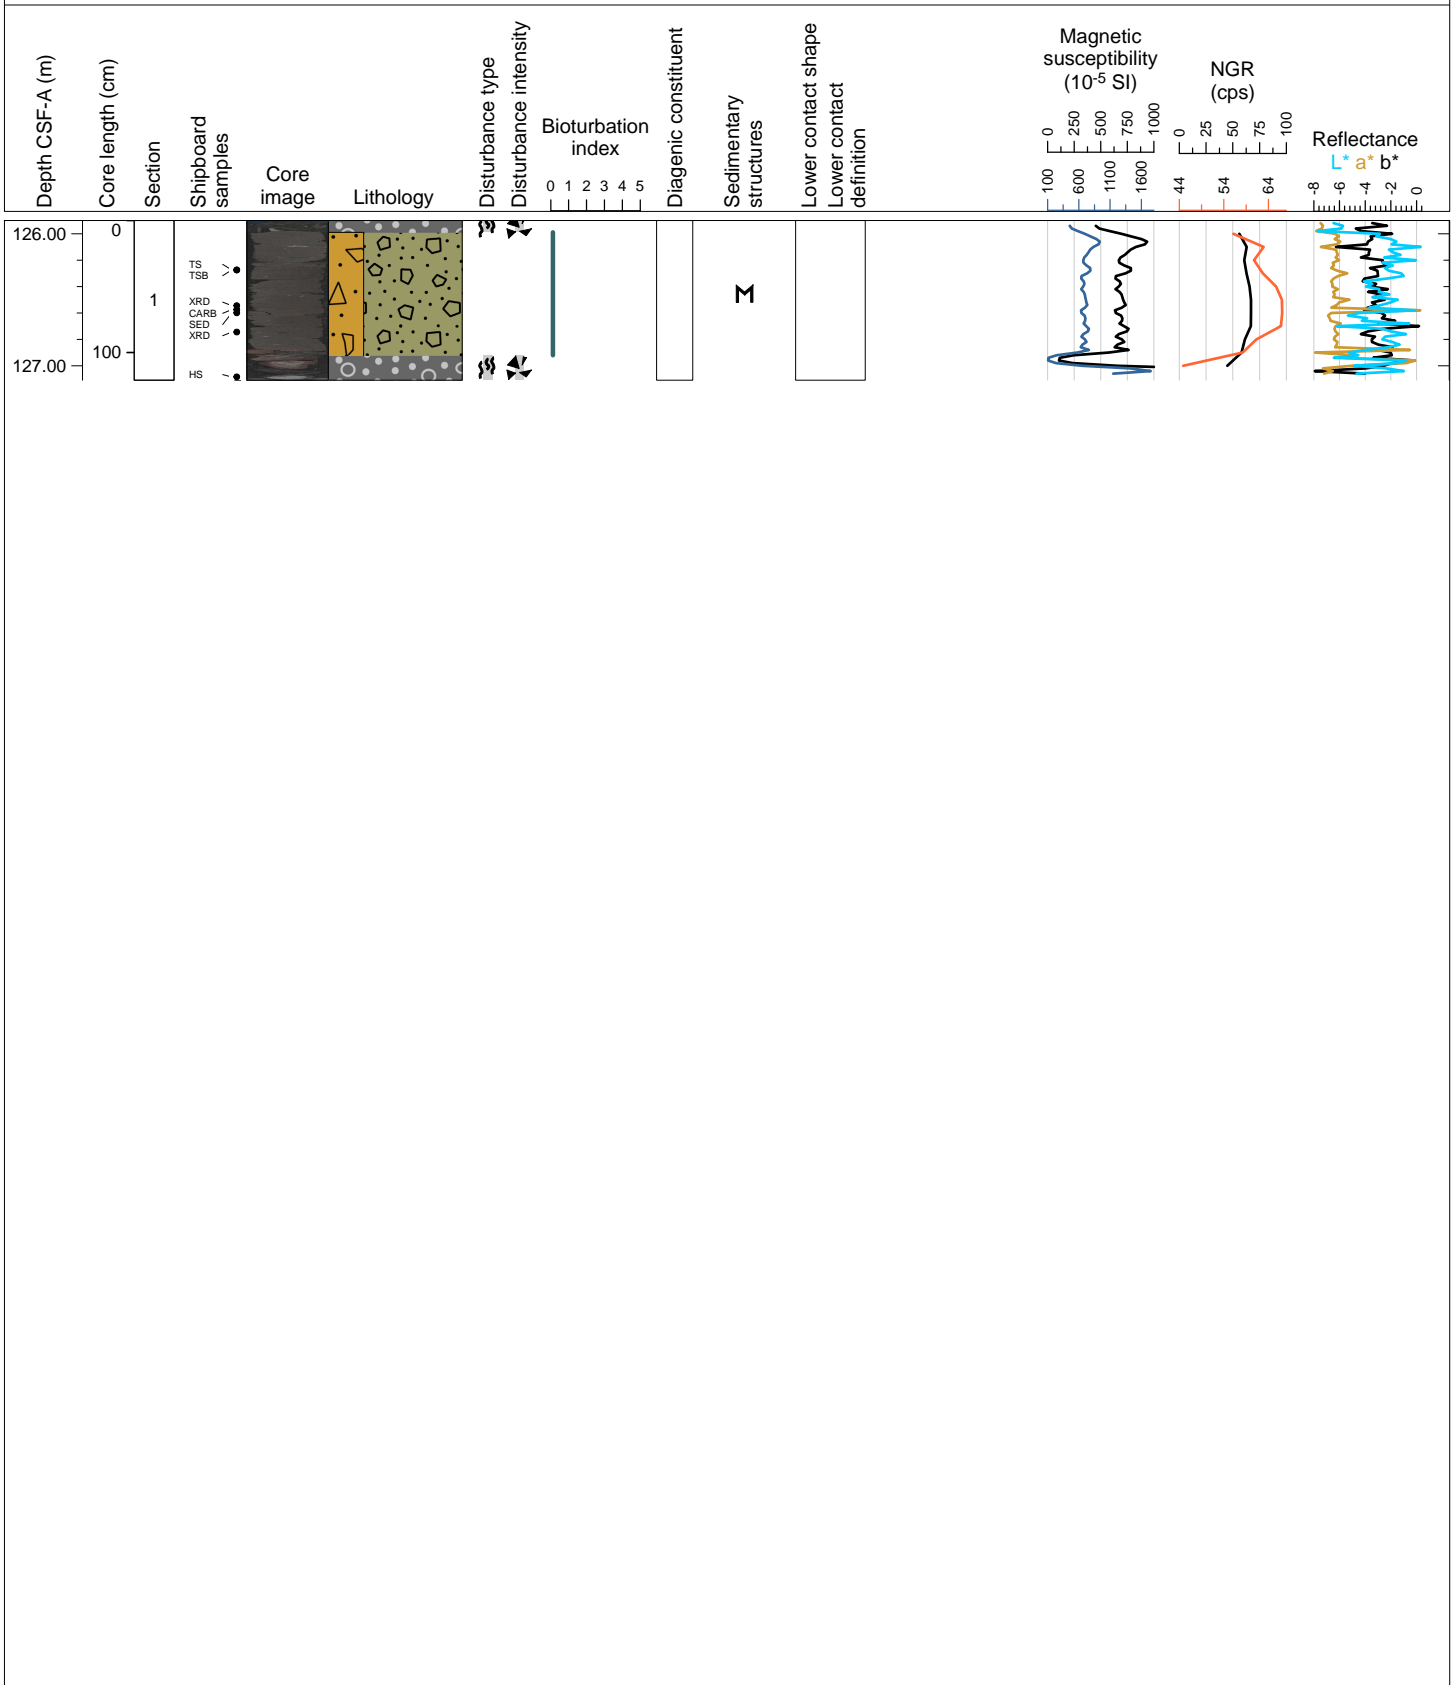 Depth CSF-A (m)
Core length (cm)
Section
Shipboard
samples
Core
image
Lithology
Disturbance type
Disturbance intensity
Bioturbation
index
0 1 2 3 4 5
Diagenic constituent
Sedimentary
structures
Lower contact shape
Lower contact
definition
Magnetic
susceptibility
(10-5 SI)
0 250 500 750 1000
100 600 1100 1600
NGR
(cps)
0 25 50 75 100
44 54 64
Reflectance
L* a* b*
-8 -6 -4 -2 0
126.00
127.00
0
100
1
TS
TSB
XRD
CARB
SED
XRD
HS